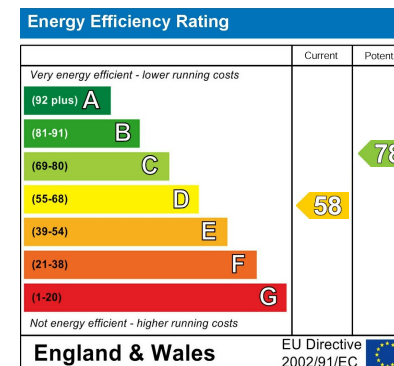 Energy Efficiency Rating
Current Potent
Very energy efficient - lower running costs
(92 plus) A
(81-91) B
(69-80) C
78
(55-68) D
58
(39-54) E
(21-38) F
(1-20) G
Not energy efficient - higher running costs
England & Wales
EU Directive
2002/91/EC